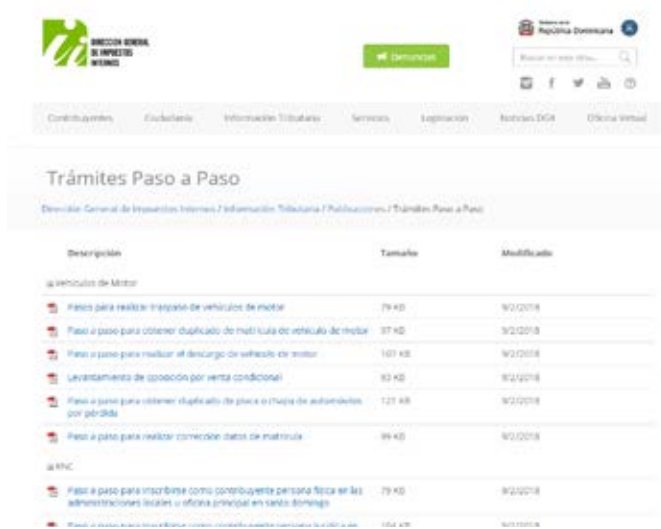 DIRECCION GENERAL
DE IMPUESTOS
INTERNOS
Denuncias
República Dominicana
Contribuyentes Ciudadanía Información Tributaria Servicios Legislación Noticias DGII Oficina Virtual
Trámites Paso a Paso
Dirección General de Impuestos Internos / Información Tributaria / Publicaciones / Trámites Paso a Paso
Descripción Tamaño Modificado
Vehículos de Motor
Pasos para realizar traspaso de vehículos de motor 79 KB 9/2/2018
Paso a paso para obtener duplicado de matrícula de vehículo de motor 97 KB 9/2/2018
Paso a paso para realizar el descargo de vehículo de motor 9/2/2018
Levantamiento de oposición por venta condicional 9/2/2018
Paso a paso para obtener duplicado de placa o chapa de automóviles 121 KB 9/2/2018
por pérdida
Paso a paso para realizar corrección datos de matrícula 99 KB 9/2/2018
RNC
Paso a paso para inscribirse como contribuyente persona física en las 79 KB 9/2/2018
administraciones locales u oficina principal en santo domingo